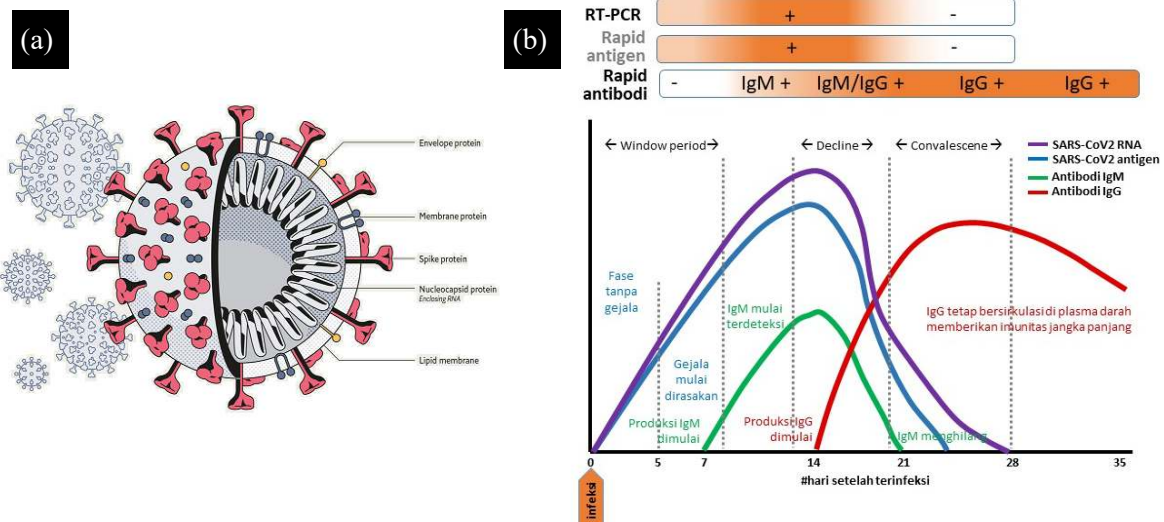 (a)
Envelope protein
Membrane protein
Spike protein
Nucleocapsid protein
Enclosing RNA
Lipid membrane
(b)
RT-PCR
+ -
Rapid
antigen
+ -
Rapid
antibodi
- IgM + IgM/IgG + IgG + IgG +
← Window period→
← Decline →
← Convalescene →
SARS-CoV2 RNA
SARS-CoV2 antigen
Antibodi IgM
Antibodi IgG
Fase
tanpa
gejala
IgM mulai
terdeteksi
IgG tetap bersirkulasi di plasma darah
memberikan imunitas jangka panjang
Gejala
mulai
dirasakan
Produksi IgM
dimulai
Produksi IgG
dimulai
IgM menghilang
0 5 7 14 21 28 35
#hari setelah terinfeksi
infeksi